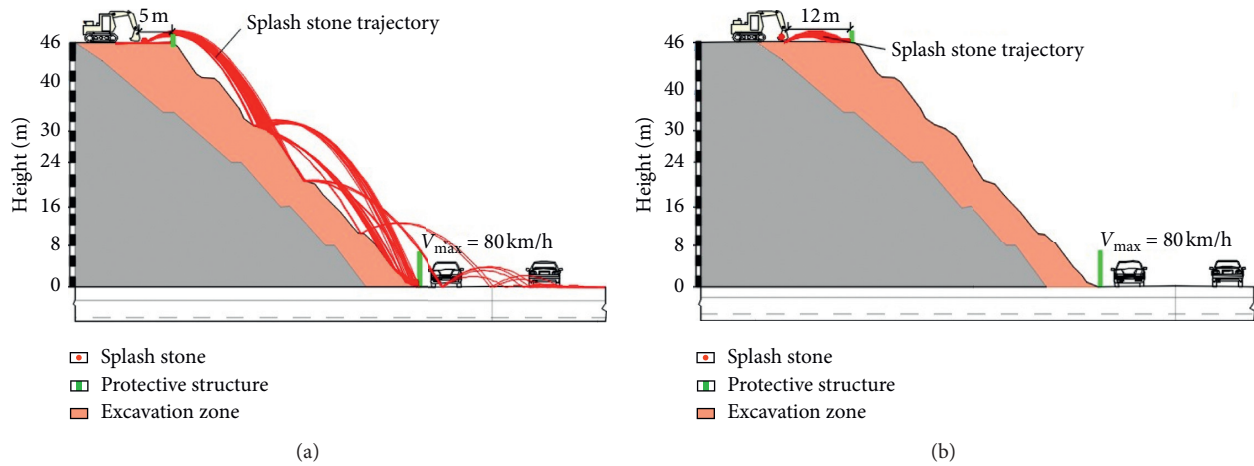 5 m
Splash stone trajectory
46
40
30
24
16
8
0
Height (m)
Vmax = 80 km/h
Splash stone
Protective structure
Excavation zone
(a)
12 m
Splash stone trajectory
46
40
30
24
16
8
0
Height (m)
Vmax = 80 km/h
Splash stone
Protective structure
Excavation zone
(b)